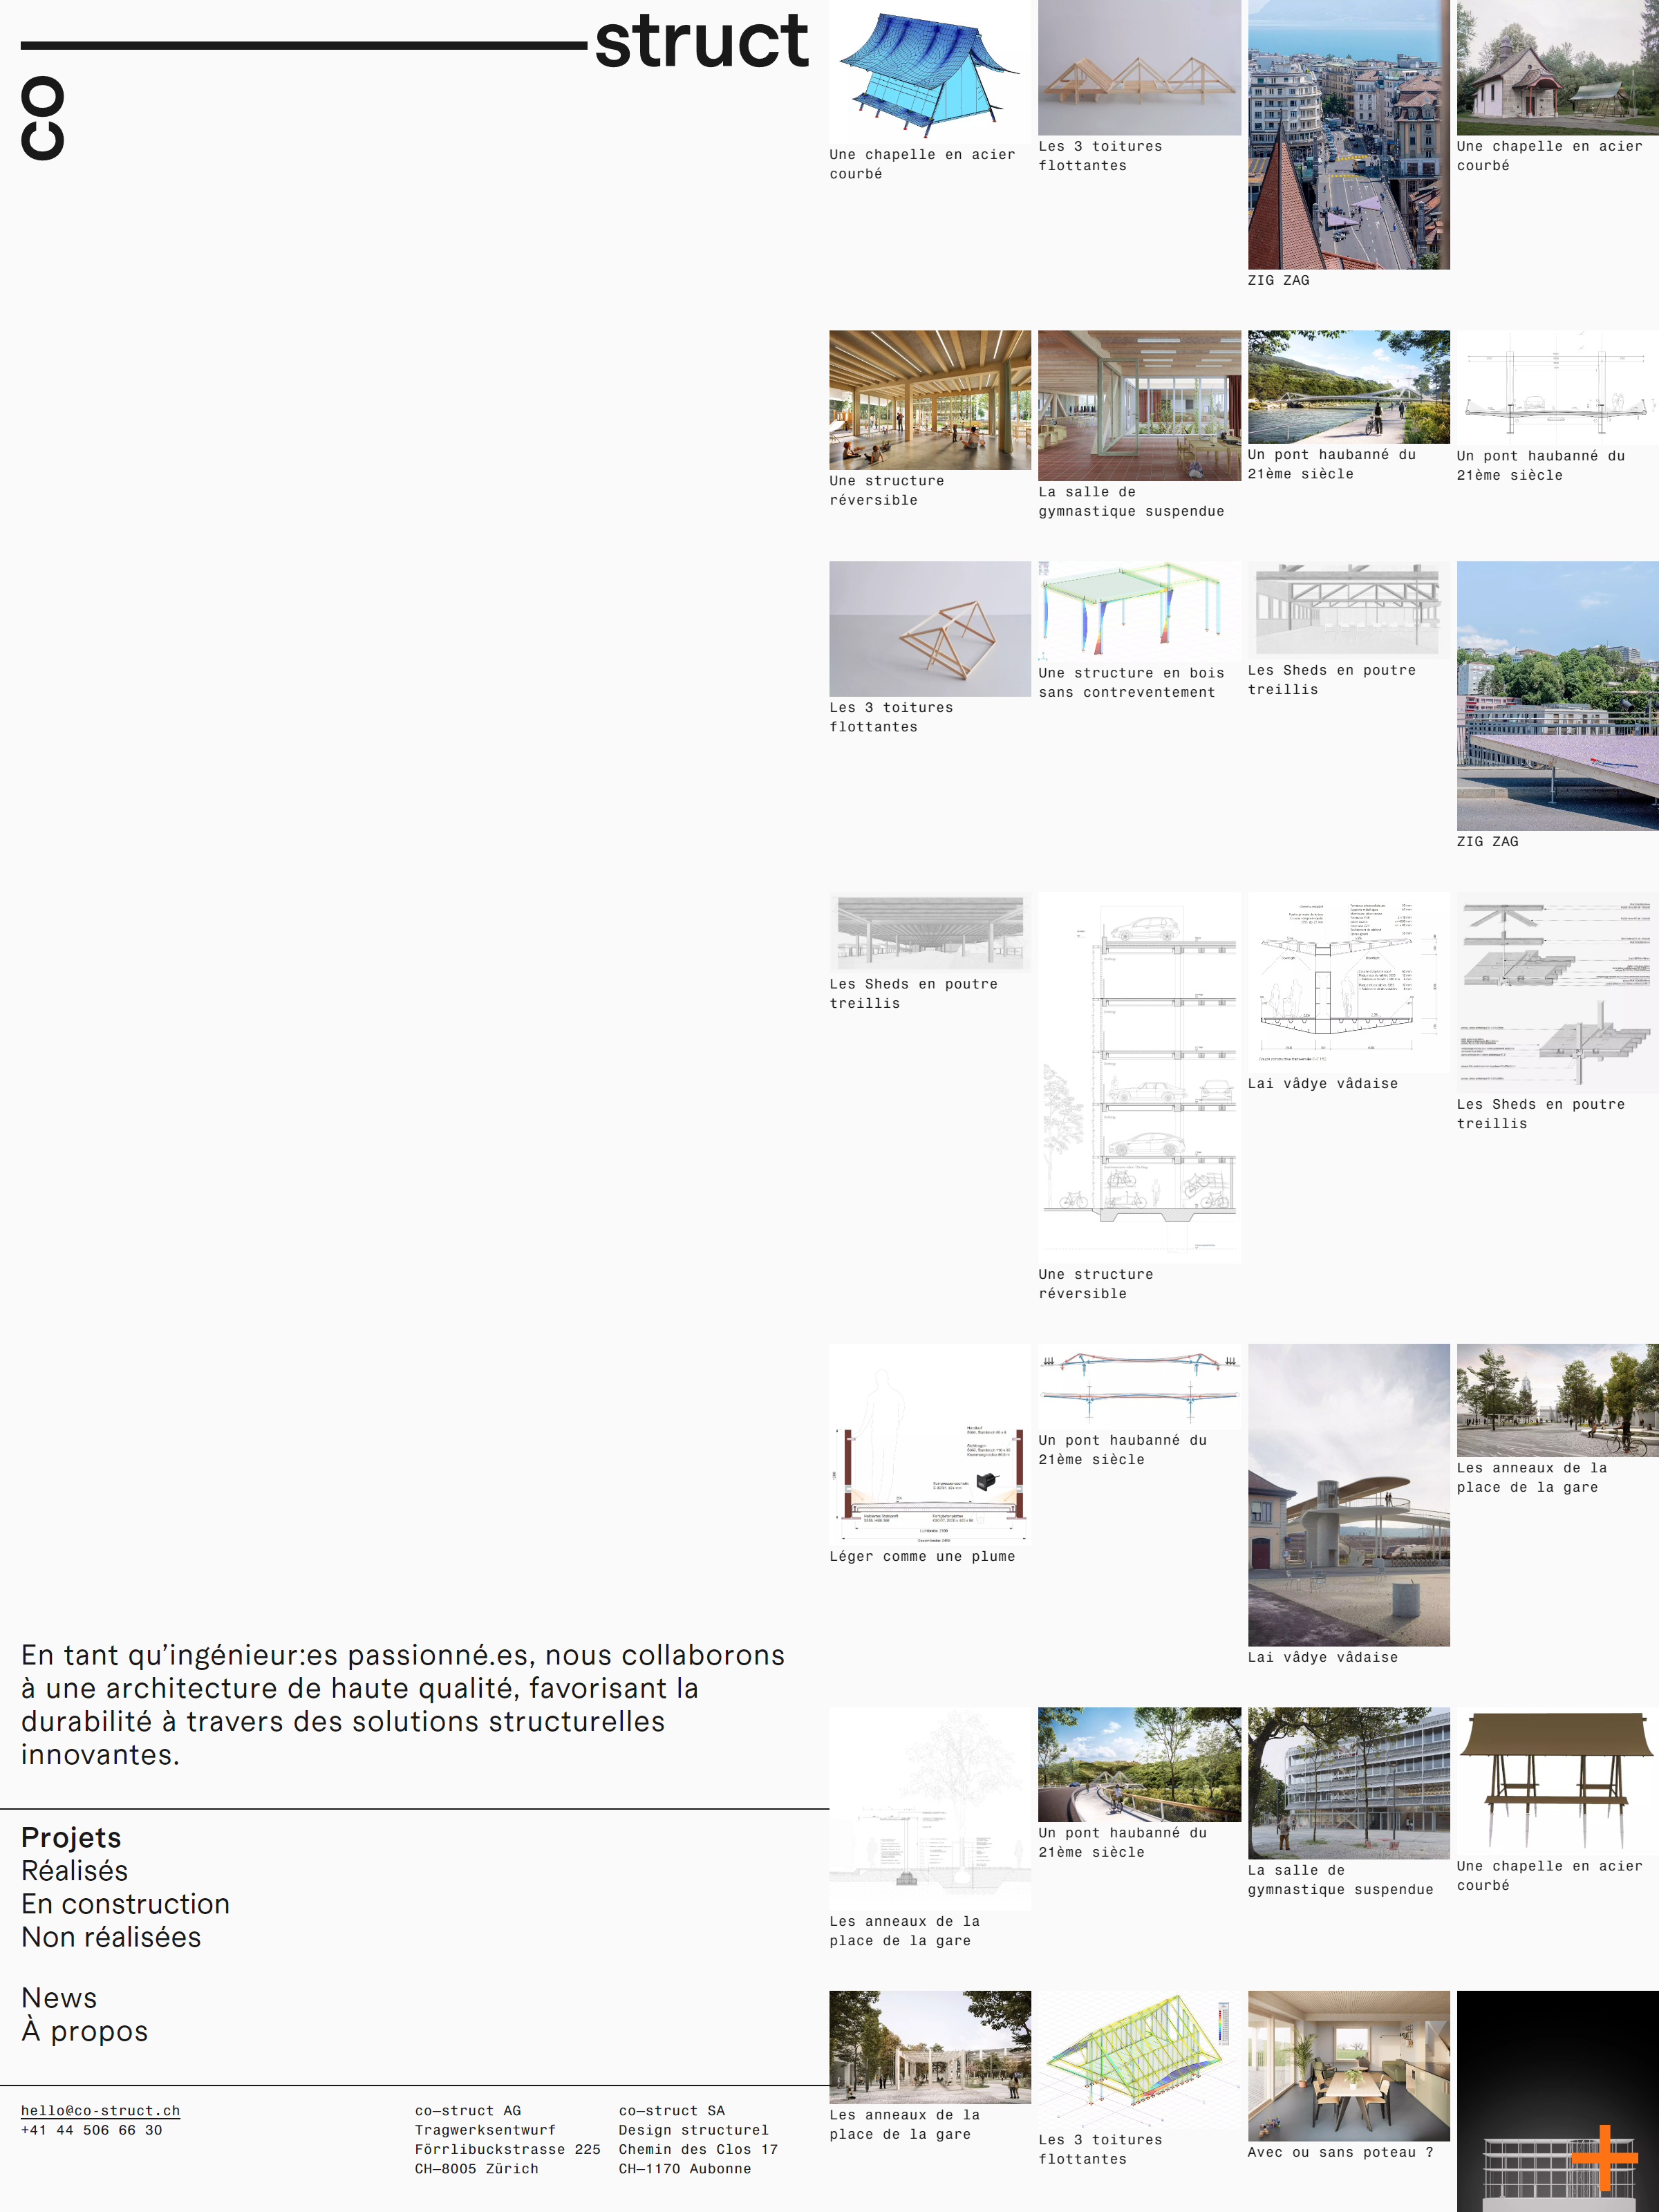 struct
co
En tant qu’ingénieur:es passionné.es, nous collaborons
à une architecture de haute qualité, favorisant la
durabilité à travers des solutions structurelles
innovantes.
Projets
Réalisés
En construction
Non réalisées
News
À propos
hello@co-struct.ch
+41 44 506 66 30
co—struct AG
Tragwerksentwurf
Förrlibuckstrasse 225
CH—8005 Zürich
co—struct SA
Design structurel
Chemin des Clos 17
CH—1170 Aubonne
Une chapelle en acier
courbé
Les 3 toitures
flottantes
ZIG ZAG
Une chapelle en acier
courbé
Une structure
réversible
La salle de
gymnastique suspendue
Un pont haubanné du
21ème siècle
Un pont haubanné du
21ème siècle
Les 3 toitures
flottantes
Une structure en bois
sans contreventement
Les Sheds en poutre
treillis
ZIG ZAG
Les Sheds en poutre
treillis
Une structure
réversible
Lai vâdye vâdaise
Les Sheds en poutre
treillis
Léger comme une plume
Un pont haubanné du
21ème siècle
Lai vâdye vâdaise
Les anneaux de la
place de la gare
Les anneaux de la
place de la gare
Un pont haubanné du
21ème siècle
La salle de
gymnastique suspendue
Une chapelle en acier
courbé
Les anneaux de la
place de la gare
Les 3 toitures
flottantes
Avec ou sans poteau ?